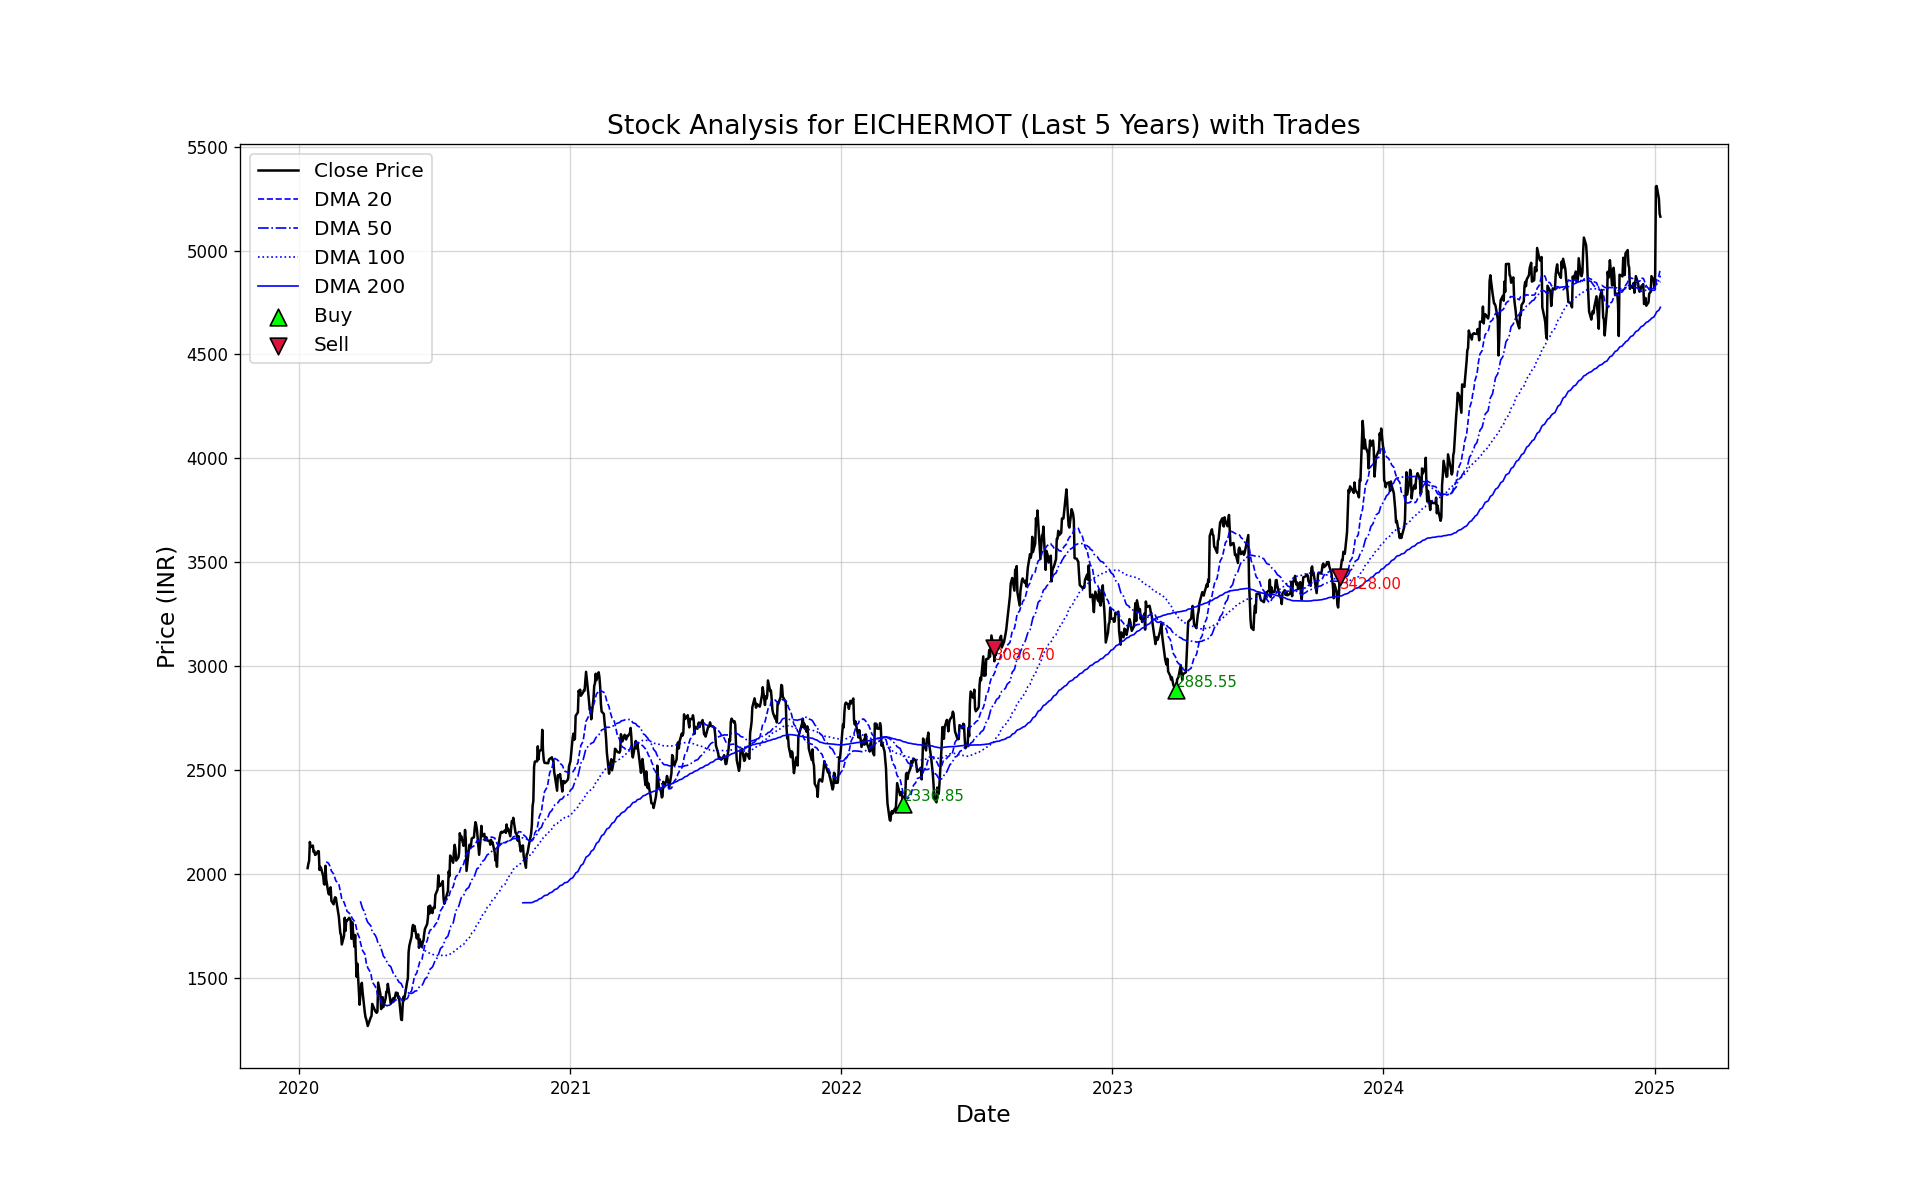 Stock Analysis for EICHERMOT (Last 5 Years) with Trades
5500
5000
4500
4000
3500
3000
2500
2000
1500
Price (INR)
Close Price
DMA 20
DMA 50
DMA 100
DMA 200
Buy
Sell
3428.00
3086.70
2885.55
2336.85
2020
2021
2022
2023
2024
2025
Date